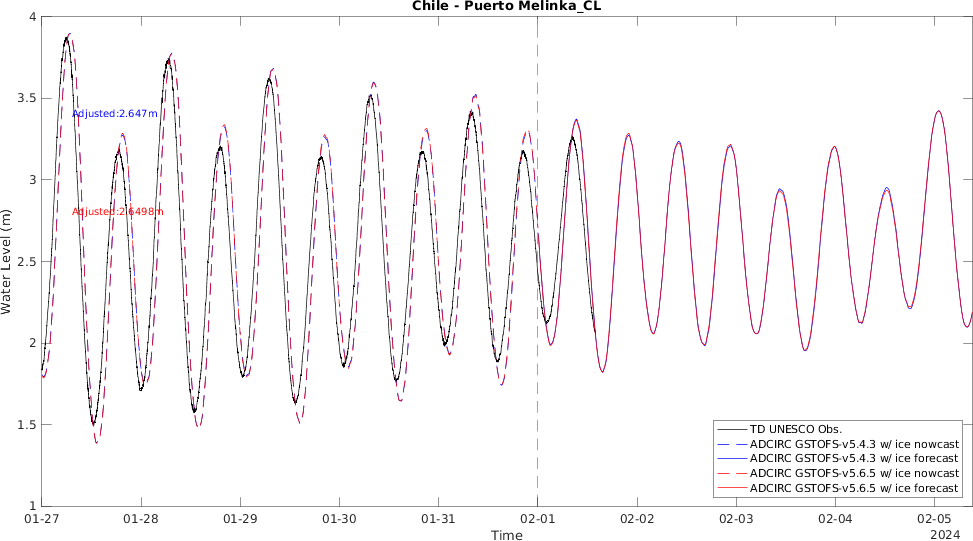 Chile - Puerto Melinka_CL
4
3.5
3
2.5
2
1.5
1
Water Level (m)
Adjusted:2.647m
Adjusted:2.6498m
TD UNESCO Obs.
ADCIRC GSTOFS-v5.4.3 w/ ice nowcast
ADCIRC GSTOFS-v5.4.3 w/ ice forecast
ADCIRC GSTOFS-v5.6.5 w/ ice nowcast
ADCIRC GSTOFS-v5.6.5 w/ ice forecast
01-27 01-28 01-29 01-30 01-31 02-01 02-02 02-03 02-04 02-05
Time 2024